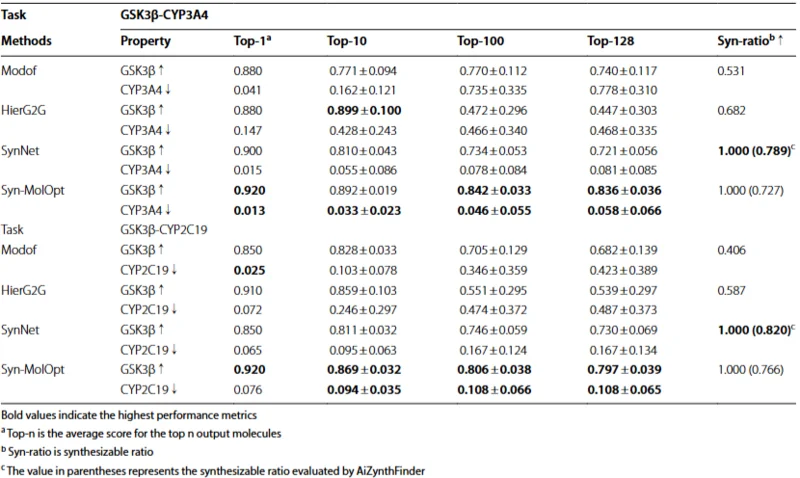 Task GSK3β-CYP3A4
Methods Property Top-1a Top-10 Top-100 Top-128 Syn-ratiob ↑
Modof GSK3β ↑ 0.880 0.771 ± 0.094 0.770 ± 0.112 0.740 ± 0.117 0.531
CYP3A4 ↓ 0.041 0.162 ± 0.121 0.735 ± 0.335 0.778 ± 0.310
HierG2G GSK3β ↑ 0.880 0.899 ± 0.100 0.472 ± 0.296 0.447 ± 0.303 0.682
CYP3A4 ↓ 0.147 0.428 ± 0.243 0.466 ± 0.340 0.468 ± 0.335
SynNet GSK3β ↑ 0.900 0.810 ± 0.043 0.734 ± 0.053 0.721 ± 0.056 1.000 (0.789)c
CYP3A4 ↓ 0.015 0.055 ± 0.086 0.078 ± 0.084 0.081 ± 0.085
Syn-MolOpt GSK3β ↑ 0.920 0.892 ± 0.019 0.842 ± 0.033 0.836 ± 0.036 1.000 (0.727)
CYP3A4 ↓ 0.013 0.033 ± 0.023 0.046 ± 0.055 0.058 ± 0.066
Task GSK3β-CYP2C19
Modof GSK3β ↑ 0.850 0.828 ± 0.033 0.705 ± 0.129 0.682 ± 0.139 0.406
CYP2C19 ↓ 0.025 0.103 ± 0.078 0.346 ± 0.359 0.423 ± 0.389
HierG2G GSK3β ↑ 0.910 0.859 ± 0.103 0.551 ± 0.295 0.539 ± 0.297 0.587
CYP2C19 ↓ 0.072 0.246 ± 0.297 0.474 ± 0.372 0.487 ± 0.373
SynNet GSK3β ↑ 0.850 0.811 ± 0.032 0.746 ± 0.059 0.730 ± 0.069 1.000 (0.820)c
CYP2C19 ↓ 0.065 0.095 ± 0.063 0.167 ± 0.124 0.167 ± 0.134
Syn-MolOpt GSK3β ↑ 0.920 0.869 ± 0.032 0.806 ± 0.038 0.797 ± 0.039 1.000 (0.766)
CYP2C19 ↓ 0.076 0.094 ± 0.035 0.108 ± 0.066 0.108 ± 0.065
Bold values indicate the highest performance metrics
a Top-n is the average score for the top n output molecules
b Syn-ratio is synthesizable ratio
c The value in parentheses represents the synthesizable ratio evaluated by AiZynthFinder